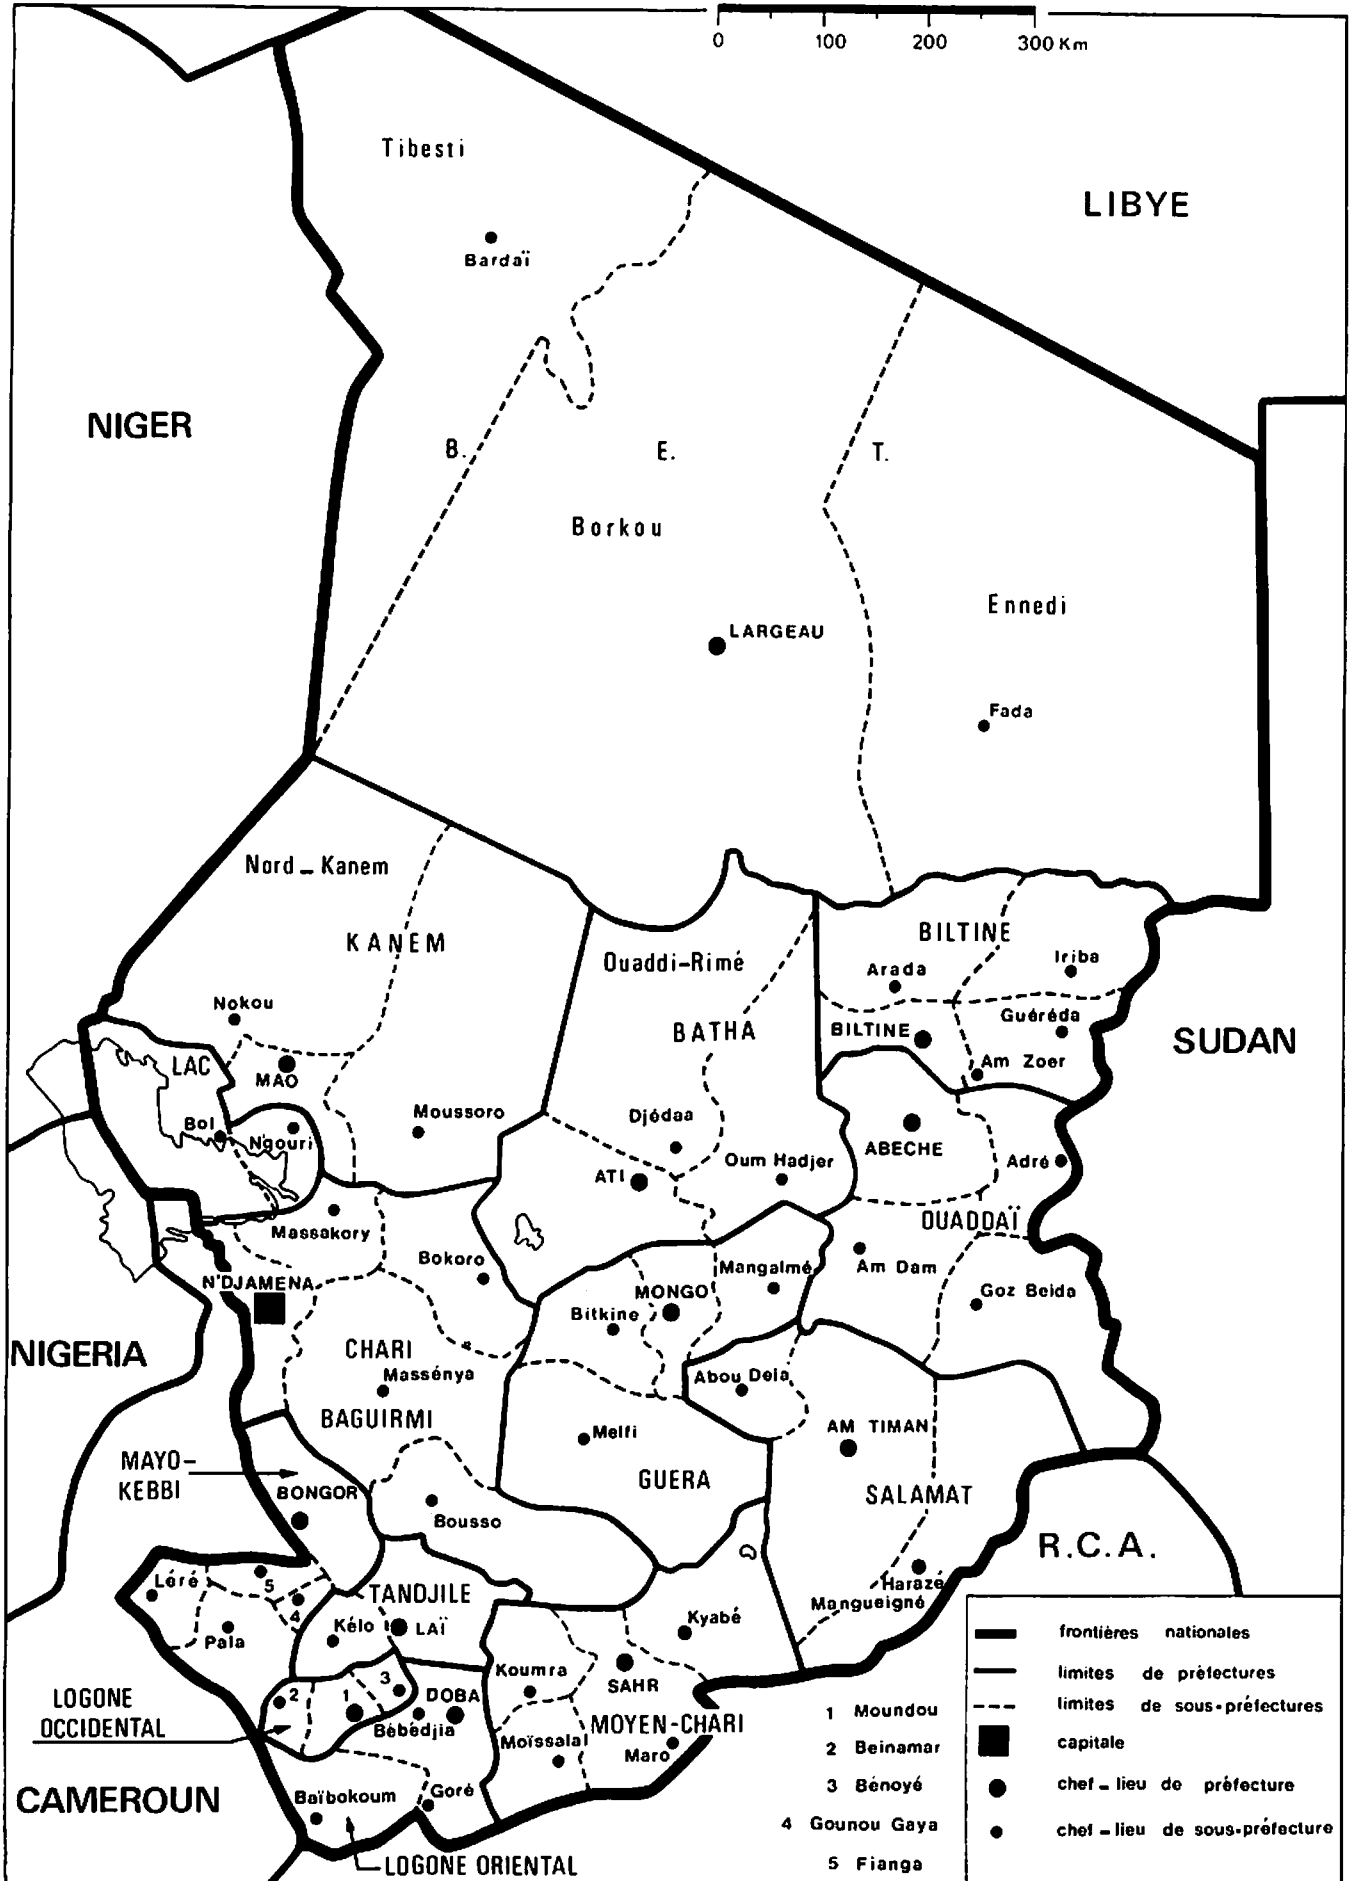 0 100 200 300 Km
Tibesti
LIBYE
Bardaï
NIGER
B. E. T.
Borkou
Ennedi
LARGEAU
Fada
Nord - Kanem
KANEM
Ouaddi-Rimé
BILTINE
Arada
Iriba
Nokou
BATHA
BILTINE
Guéréda
SUDAN
LAC
MAO
Am Zoer
Bol
N'gouri
Moussoro
Djédaa
ABECHE
Adré
ATI
Oum Hadjer
Massakory
OUADDAÏ
Bokoro
Am Dam
N'DJAMENA
Mangalmé
MONGO
Goz Beida
Bitkine
NIGERIA
CHARI
Massénya
Abou Deia
BAGUIRMI
Melfi
AM TIMAN
MAYO-
KEBBI
BONGOR
GUERA
SALAMAT
Bousso
R.C.A.
Léré
5
4
TANDJILE
Harazé
Mangueigné
Pala
Kélo
LAÏ
Kyabé
Koumra
SAHR
LOGONE
OCCIDENTAL
2
1
3
DOBA
Bébédjia
MOYEN-CHARI
Moïssalal
Maro
CAMEROUN
Baïbokoum
Goré
LOGONE ORIENTAL
1 Moundou
2 Beinamar
3 Bénoyé
4 Gounou Gaya
5 Fianga
frontières nationales
limites de préfectures
limites de sous-préfectures
capitale
chef-lieu de préfecture
chef-lieu de sous-préfecture